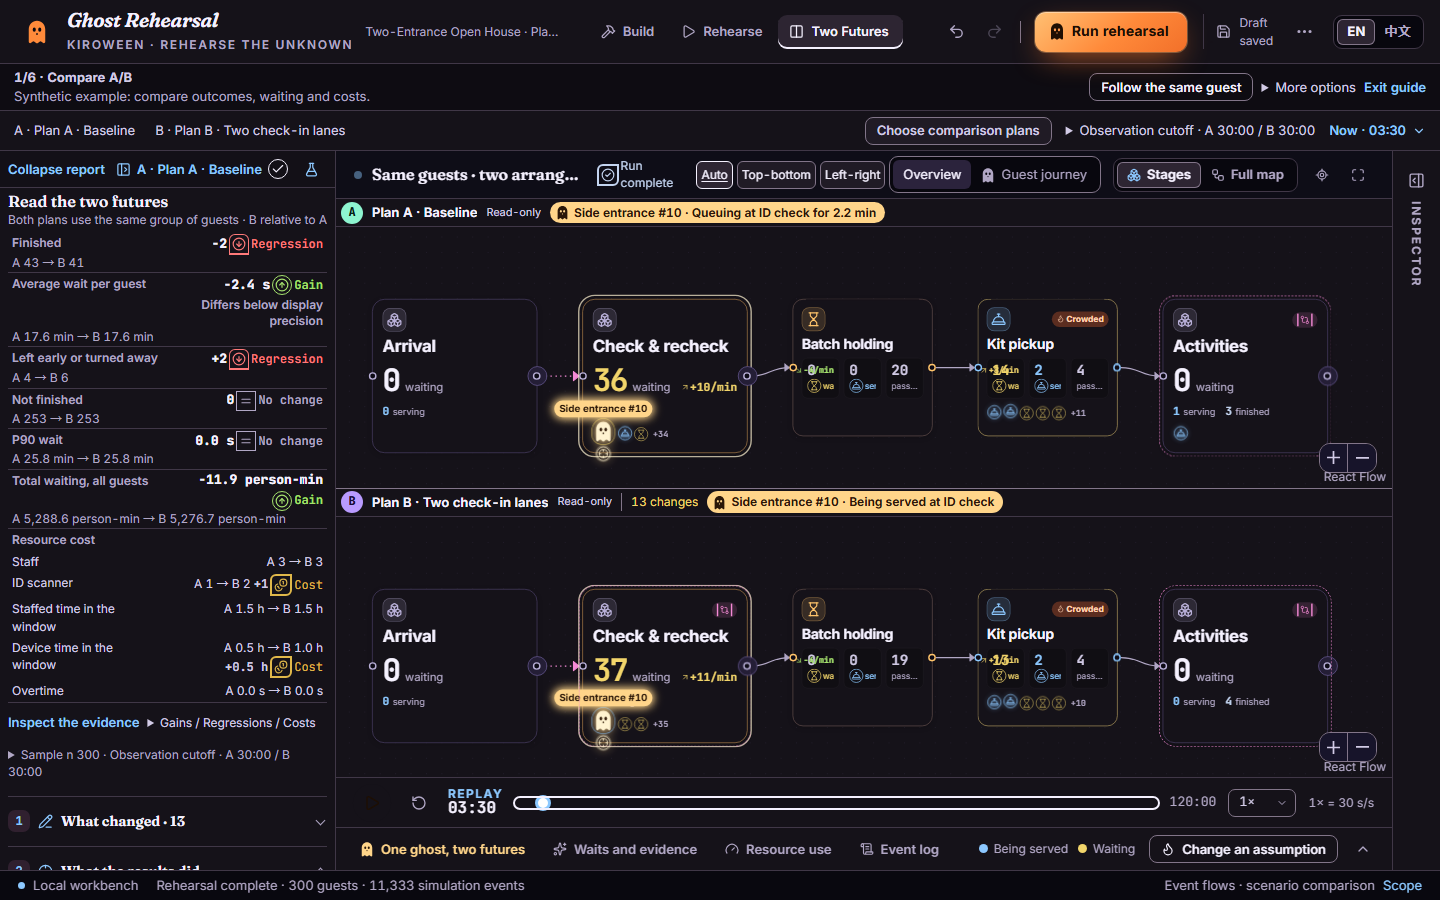 Ghost Rehearsal
KIROWEEN · REHEARSE THE UNKNOWN
Two-Entrance Open House · Pla...
Build
Rehearse
Two Futures
Run rehearsal
Draft saved
EN
中文
1/6 · Compare A/B
Synthetic example: compare outcomes, waiting and costs.
Follow the same guest
More options
Exit guide
A · Plan A · Baseline
B · Plan B · Two check-in lanes
Choose comparison plans
Observation cutoff · A 30:00 / B 30:00
Now · 03:30
Collapse report
A · Plan A · Baseline
Read the two futures
Both plans use the same group of guests · B relative to A
Finished -2 Regression
A 43 → B 41
Average wait per guest -2.4 s Gain
Differs below display
precision
A 17.6 min → B 17.6 min
Left early or turned away +2 Regression
A 4 → B 6
Not finished 0 No change
A 253 → B 253
P90 wait 0.0 s No change
A 25.8 min → B 25.8 min
Total waiting, all guests -11.9 person-min
Gain
A 5,288.6 person-min → B 5,276.7 person-min
Resource cost
Staff A 3 → B 3
ID scanner A 1 → B 2 +1 Cost
Staffed time in the window A 1.5 h → B 1.5 h
Device time in the window A 0.5 h → B 1.0 h
+0.5 h Cost
Overtime A 0.0 s → B 0.0 s
Inspect the evidence
Gains / Regressions / Costs
Sample n 300 · Observation cutoff · A 30:00 / B
30:00
1 What changed · 13
Same guests · two arrang...
Run complete
Auto
Top-bottom
Left-right
Overview
Guest journey
Stages
Full map
INSPECTOR
A Plan A · Baseline Read-only Side entrance #10 · Queuing at ID check for 2.2 min
Arrival
0 waiting
0 serving
Check & recheck
36 waiting +10/min
Side entrance #10
+34
Batch holding
0 20
wa ser pass...
Kit pickup
Crowded
14 2 4
wa ser pass...
+11
Activities
0 waiting
1 serving 3 finished
React Flow
B Plan B · Two check-in lanes Read-only 13 changes Side entrance #10 · Being served at ID check
Arrival
0 waiting
0 serving
Check & recheck
37 waiting +11/min
Side entrance #10
+35
Batch holding
0 19
wa ser pass...
Kit pickup
Crowded
13 2 4
wa ser pass...
+10
Activities
0 waiting
0 serving 4 finished
React Flow
REPLAY
03:30
120:00
1×
1× = 30 s/s
One ghost, two futures
Waits and evidence
Resource use
Event log
Being served
Waiting
Change an assumption
Local workbench
Rehearsal complete · 300 guests · 11,333 simulation events
Event flows · scenario comparison
Scope